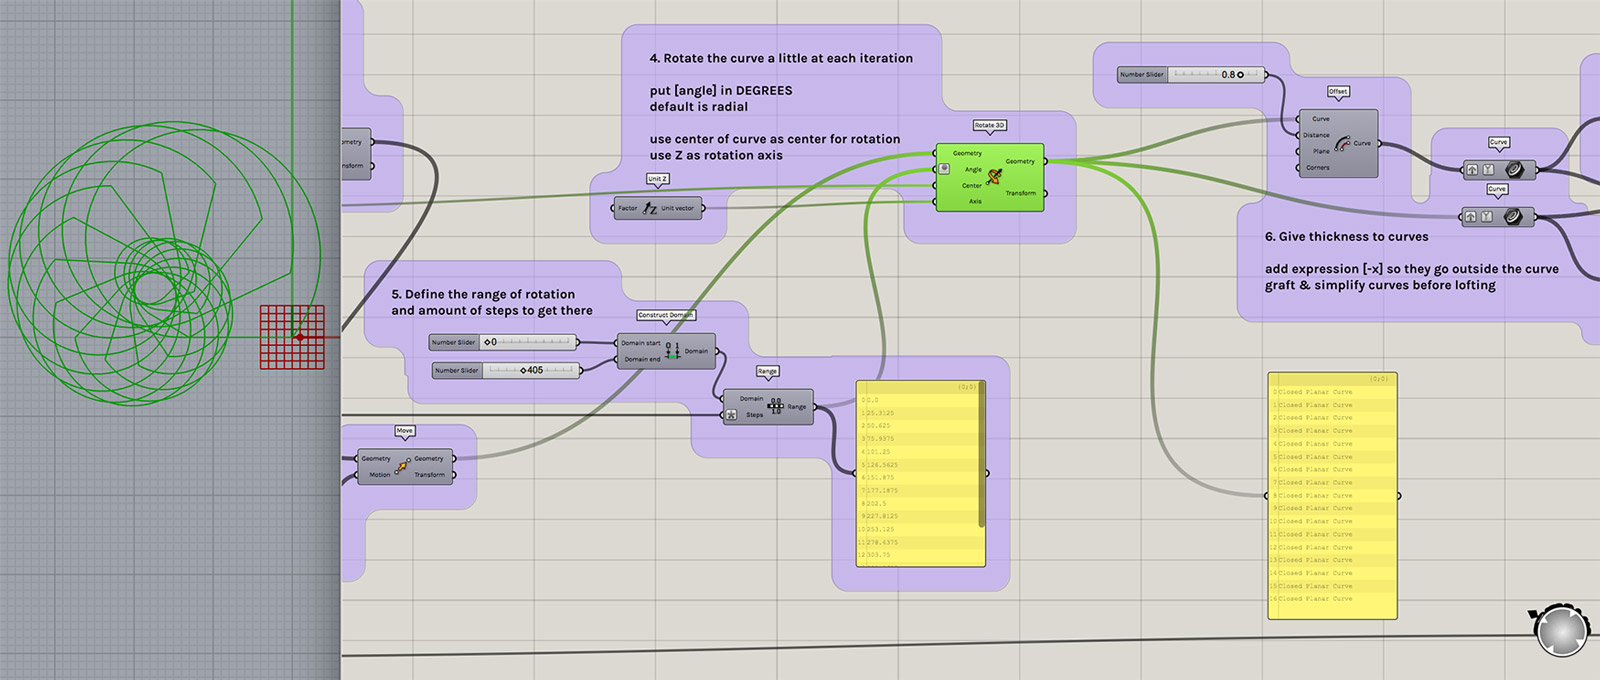 4. Rotate the curve a little at each iteration
put [angle] in DEGREES
default is radial
use center of curve as center for rotation
use Z as rotation axis
Unit Z
Factor
Unit vector
Rotate 3D
Geometry
Angle
Center
Axis
Geometry
Transform
Number Slider
0.8
Offset
Curve
Distance
Plane
Corners
Curve
Curve
Curve
6. Give thickness to curves
add expression [-x] so they go outside the curve
graft & simplify curves before lofting
5. Define the range of rotation
and amount of steps to get there
Number Slider
0
Number Slider
405
Construct Domain
Domain start
Domain end
0 1
Domain
Range
Domain
Steps
0.0
1.0
Range
Move
Geometry
Motion
Geometry
Transform
ometry
nsform
{0;0}
0 0.0
1 25.3125
2 50.625
3 75.9375
4 101.25
5 126.5625
6 151.875
7 177.1875
8 202.5
9 227.8125
10 253.125
11 278.4375
12 303.75
{0;0}
0 Closed Planar Curve
1 Closed Planar Curve
2 Closed Planar Curve
3 Closed Planar Curve
4 Closed Planar Curve
5 Closed Planar Curve
6 Closed Planar Curve
7 Closed Planar Curve
8 Closed Planar Curve
9 Closed Planar Curve
10 Closed Planar Curve
11 Closed Planar Curve
12 Closed Planar Curve
13 Closed Planar Curve
14 Closed Planar Curve
15 Closed Planar Curve
16 Closed Planar Curve